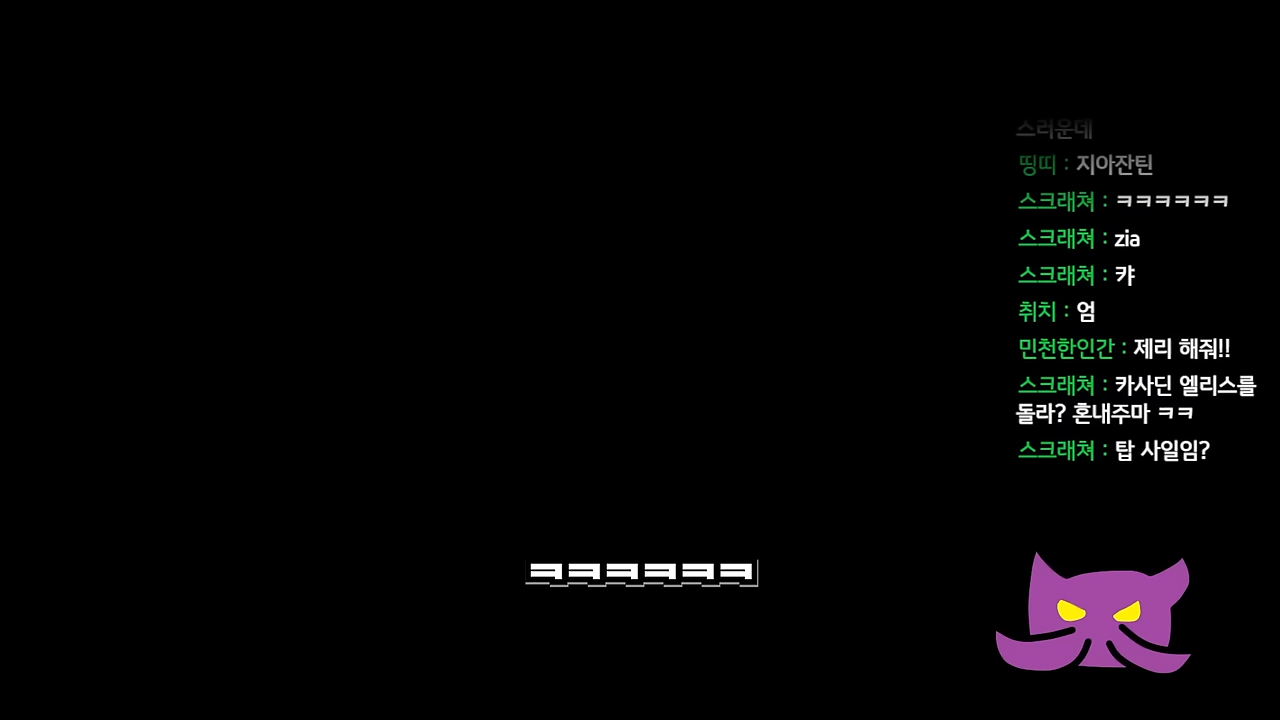 스러운데
띵띠 : 지아잔틴
스크래쳐 : ㅋㅋㅋㅋㅋㅋ
스크래쳐 : zia
스크래쳐 : 캬
취치 : 엄
민천한인간 : 제리 해줘!!
스크래쳐 : 카사딘 엘리스를
돌라? 혼내주마 ㅋㅋ
스크래쳐 : 탑 사일임?
ㅋㅋㅋㅋㅋㅋ